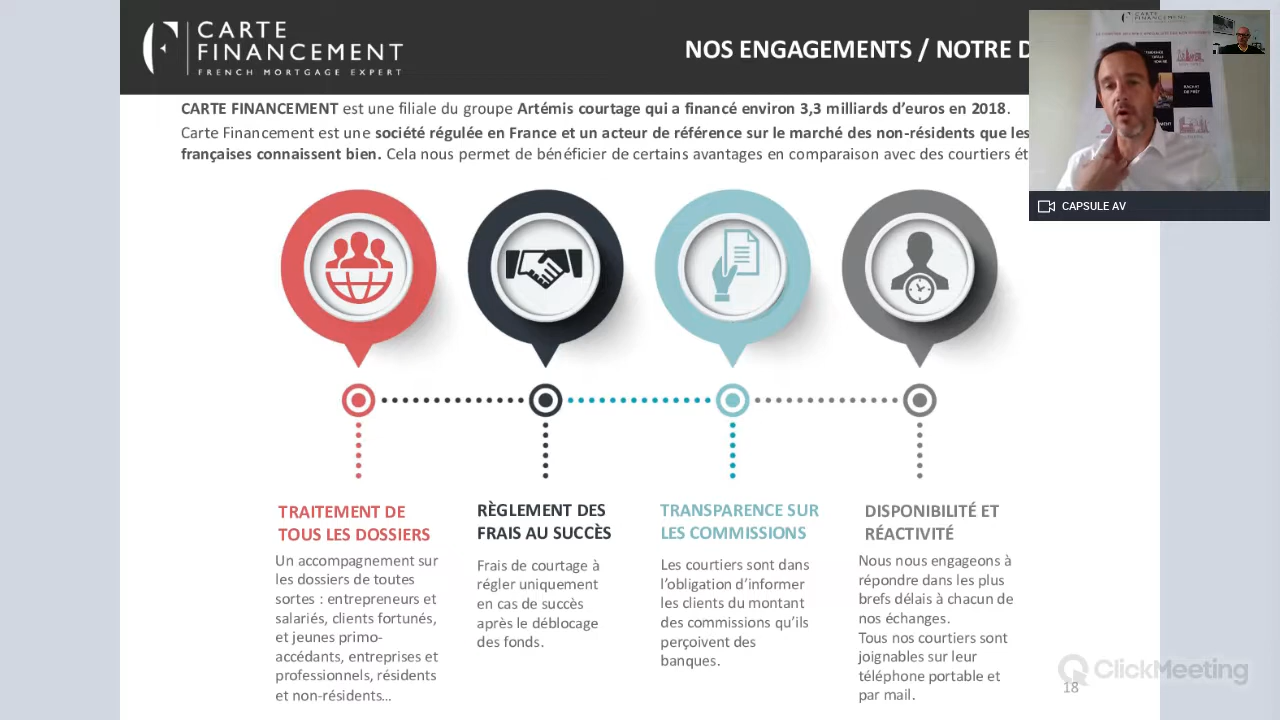 CARTE
FINANCEMENT
FRENCH MORTGAGE EXPERT
NOS ENGAGEMENTS / NOTRE
CARTE FINANCEMENT est une filiale du groupe Artémis courtage qui a financé environ 3,3 milliards d'euros en 2018.
Carte Financement est une société régulée en France et un acteur de référence sur le marché des non-résidents que les
françaises connaissent bien. Cela nous permet de bénéficier de certains avantages en comparaison avec des courtiers
CARTE
FINANCEMENT
RACHAT
DE PRÊT
CAPSULE AV
TRAITEMENT DE
TOUS LES DOSSIERS
Un accompagnement sur
les dossiers de toutes
sortes : entrepreneurs et
salariés, clients fortunés,
et jeunes primo-
accédants, entreprises et
professionnels, résidents
et non-résidents…
RÈGLEMENT DES
FRAIS AU SUCCÈS
Frais de courtage à
régler uniquement
en cas de succès
après le déblocage
des fonds.
TRANSPARENCE SUR
LES COMMISSIONS
Les courtiers sont dans
l'obligation d'informer
les clients du montant
des commissions qu'ils
perçoivent des
banques.
DISPONIBILITÉ ET
RÉACTIVITÉ
Nous nous engageons à
répondre dans les plus
brefs délais à chacun de
nos échanges.
Tous nos courtiers sont
joignables sur leur
téléphone portable et
par mail.
ClickMeeting
18